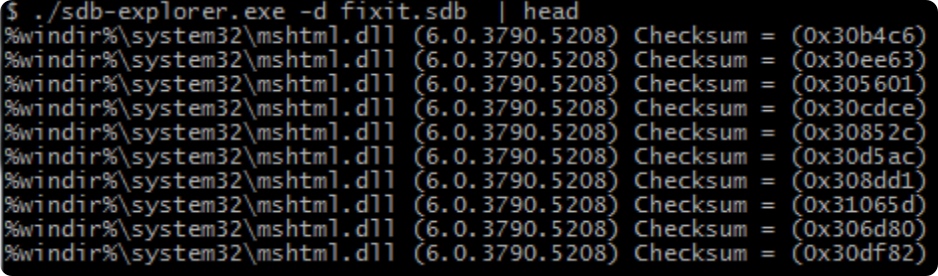 $ ./sdb-explorer.exe -d fixit.sdb  | head
%windir%\system32\mshtml.dll (6.0.3790.5208) Checksum = (0x30b4c6)
%windir%\system32\mshtml.dll (6.0.3790.5208) Checksum = (0x30ee63)
%windir%\system32\mshtml.dll (6.0.3790.5208) Checksum = (0x305601)
%windir%\system32\mshtml.dll (6.0.3790.5208) Checksum = (0x30cdce)
%windir%\system32\mshtml.dll (6.0.3790.5208) Checksum = (0x30852c)
%windir%\system32\mshtml.dll (6.0.3790.5208) Checksum = (0x30d5ac)
%windir%\system32\mshtml.dll (6.0.3790.5208) Checksum = (0x308dd1)
%windir%\system32\mshtml.dll (6.0.3790.5208) Checksum = (0x31065d)
%windir%\system32\mshtml.dll (6.0.3790.5208) Checksum = (0x306d80)
%windir%\system32\mshtml.dll (6.0.3790.5208) Checksum = (0x30df82)